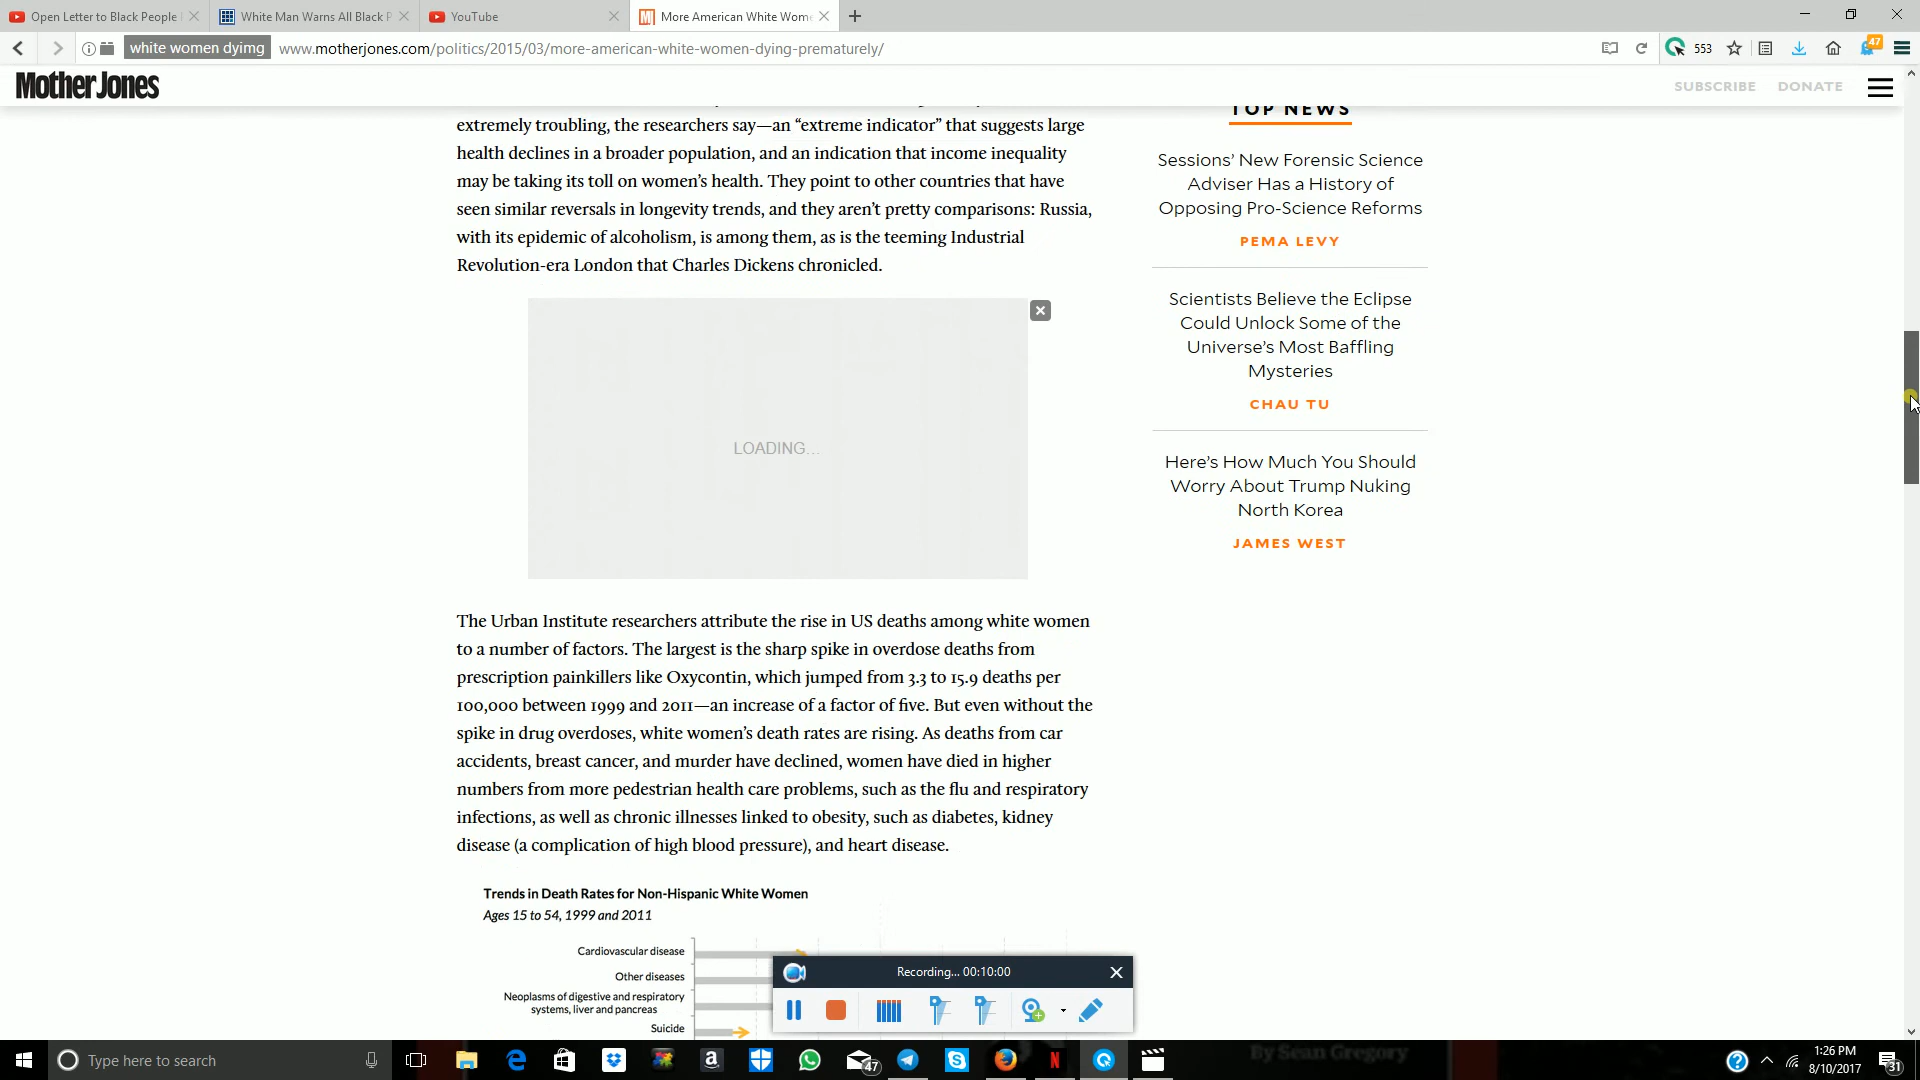 Open Letter to Black People
White Man Warns All Black P
YouTube
More American White Wom
white women dyimg
www.motherjones.com/politics/2015/03/more-american-white-women-dying-prematurely/
553
47
Mother Jones
SUBSCRIBE
DONATE
extremely troubling, the researchers say—an “extreme indicator” that suggests large
health declines in a broader population, and an indication that income inequality
may be taking its toll on women’s health. They point to other countries that have
seen similar reversals in longevity trends, and they aren’t pretty comparisons: Russia,
with its epidemic of alcoholism, is among them, as is the teeming Industrial
Revolution-era London that Charles Dickens chronicled.
LOADING...
The Urban Institute researchers attribute the rise in US deaths among white women
to a number of factors. The largest is the sharp spike in overdose deaths from
prescription painkillers like Oxycontin, which jumped from 3.3 to 15.9 deaths per
100,000 between 1999 and 2011—an increase of a factor of five. But even without the
spike in drug overdoses, white women’s death rates are rising. As deaths from car
accidents, breast cancer, and murder have declined, women have died in higher
numbers from more pedestrian health care problems, such as the flu and respiratory
infections, as well as chronic illnesses linked to obesity, such as diabetes, kidney
disease (a complication of high blood pressure), and heart disease.
Trends in Death Rates for Non-Hispanic White Women
Ages 15 to 54, 1999 and 2011
Cardiovascular disease
Other diseases
Neoplasms of digestive and respiratory
systems, liver and pancreas
Suicide
TOP NEWS
Sessions’ New Forensic Science
Adviser Has a History of
Opposing Pro-Science Reforms
PEMA LEVY
Scientists Believe the Eclipse
Could Unlock Some of the
Universe’s Most Baffling
Mysteries
CHAU TU
Here’s How Much You Should
Worry About Trump Nuking
North Korea
JAMES WEST
Recording... 00:10:00
Type here to search
47
By Sean Gregory
1:26 PM
8/10/2017
31